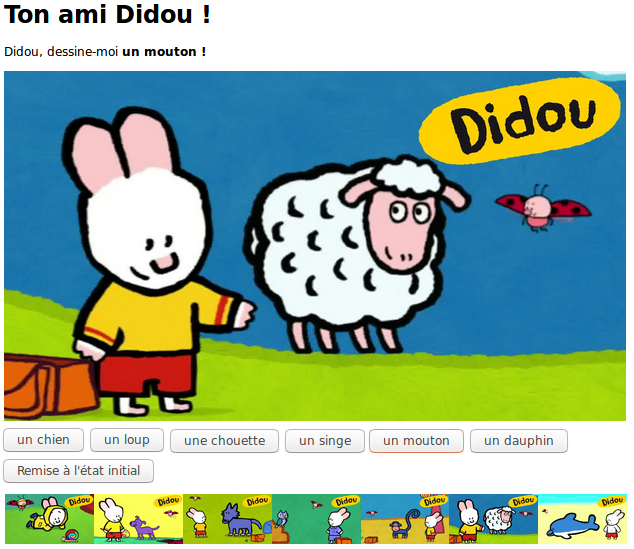 Ton ami Didou !
Didou, dessine-moi un mouton !
Didou
un chien
un loup
une chouette
un singe
un mouton
un dauphin
Remise à l'état initial
Didou
Didou
Didou
Didou
Didou
Didou
Didou